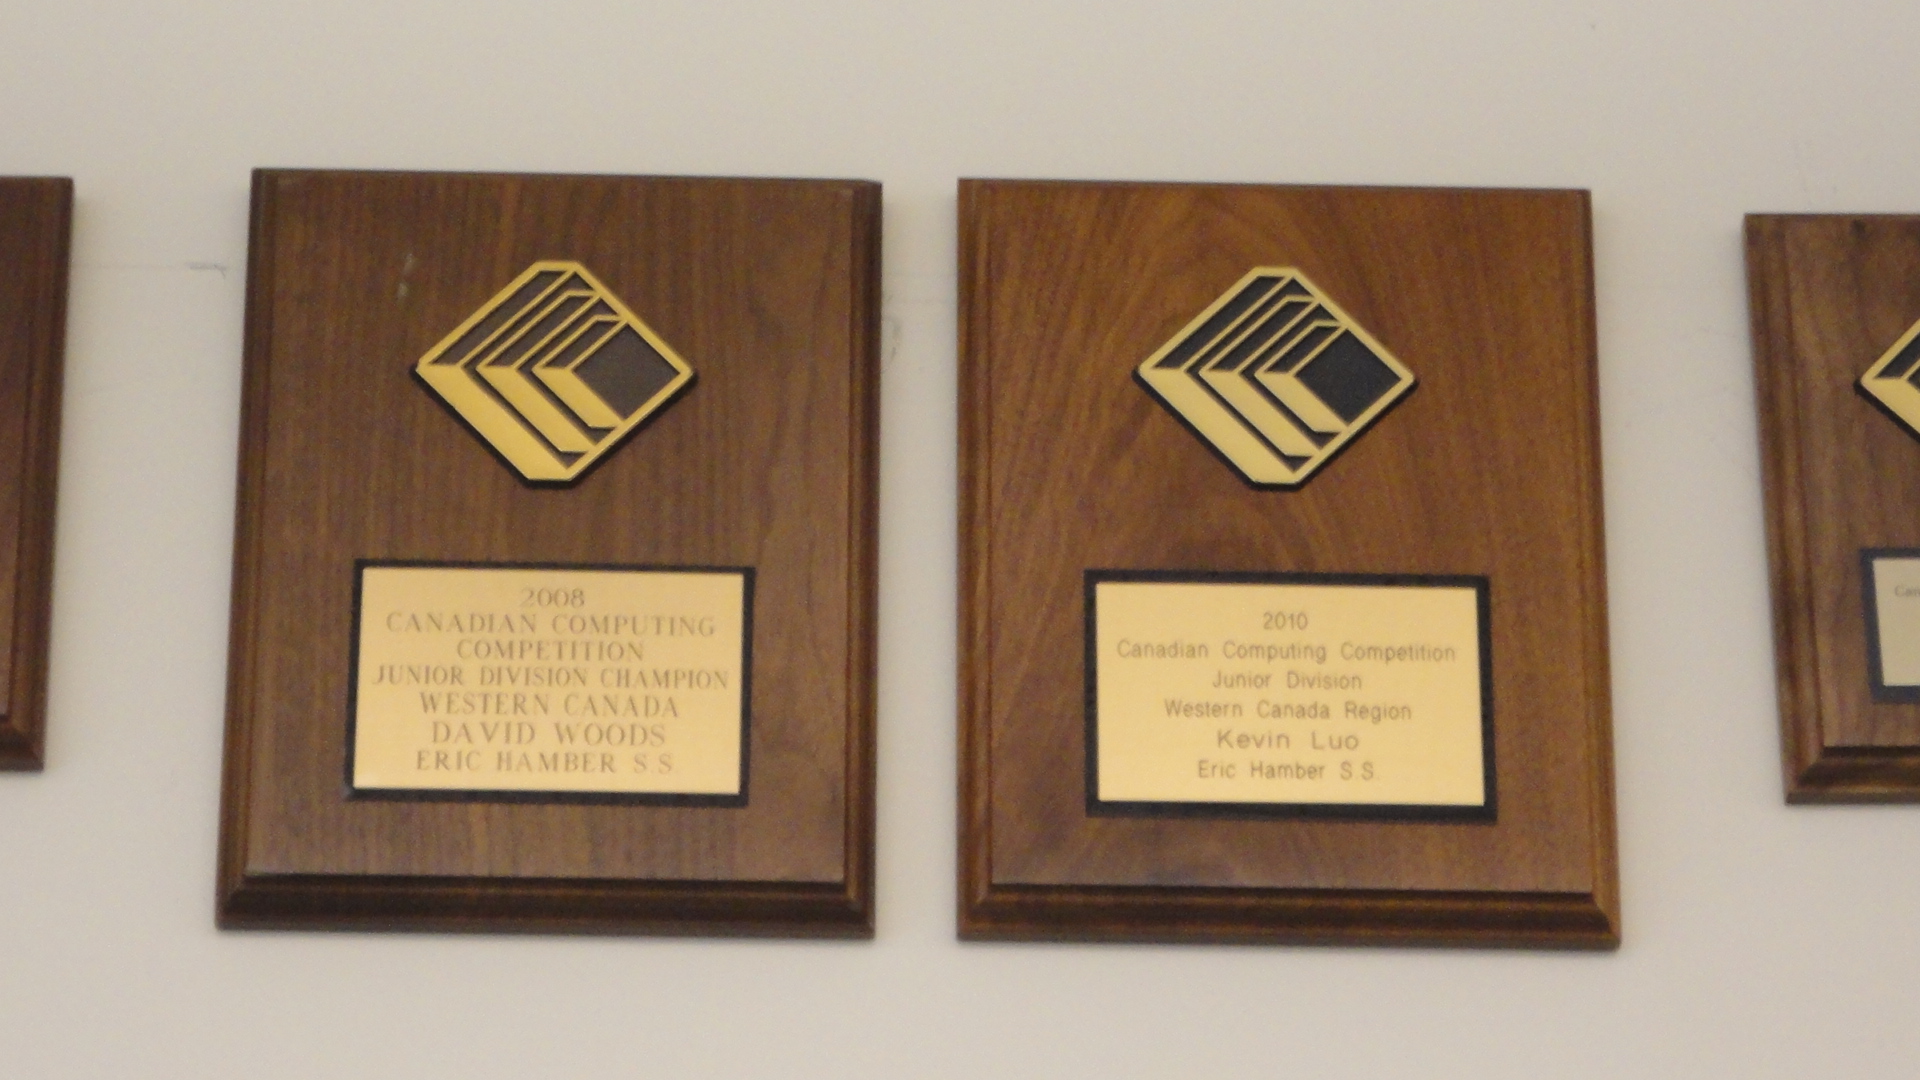 2008
CANADIAN COMPUTING
COMPETITION
JUNIOR DIVISION CHAMPION
WESTERN CANADA
DAVID WOODS
ERIC HAMBER S.S.
2010
Canadian Computing Competition
Junior Division
Western Canada Region
Kevin Luo
Eric Hamber S S.